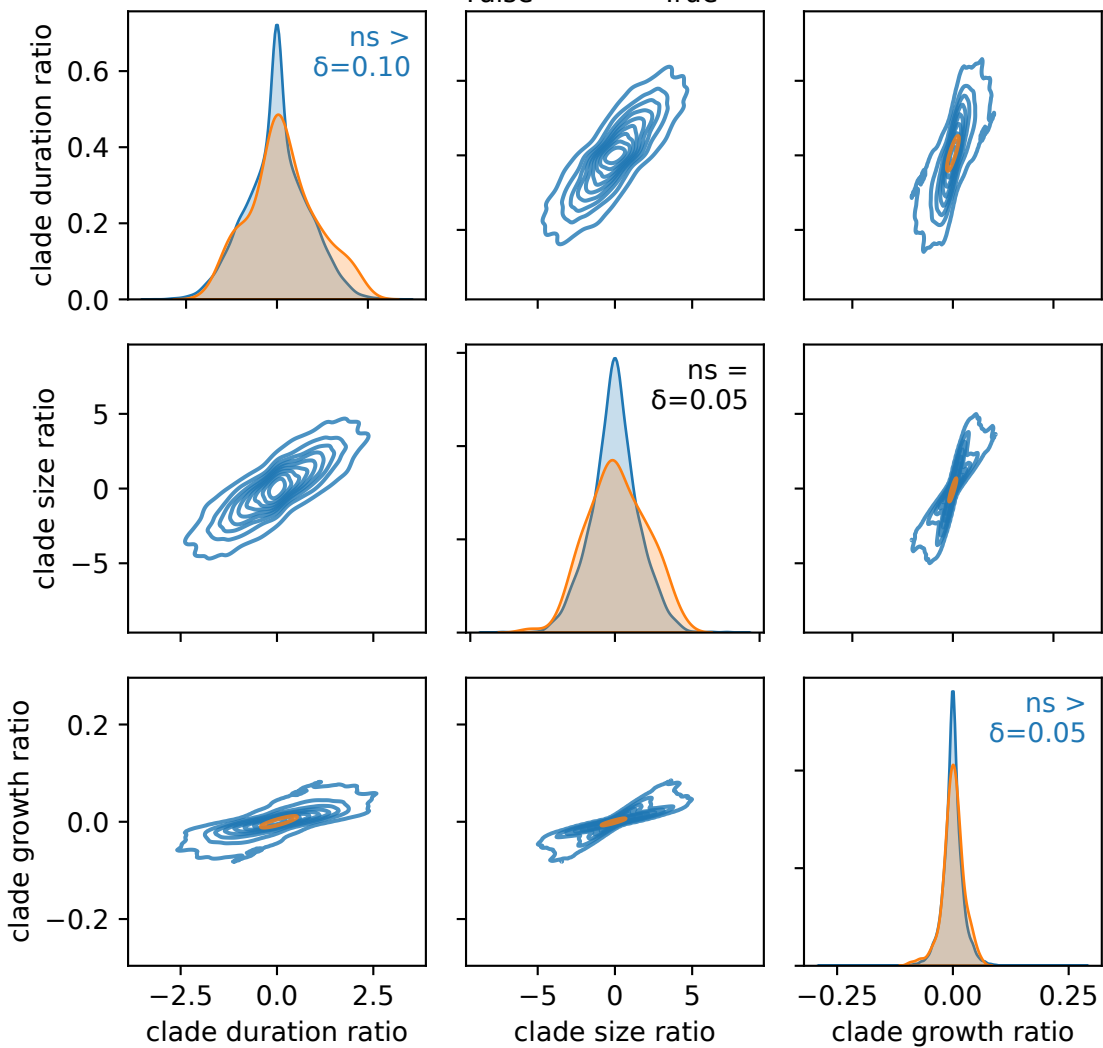 ns >
δ=0.10
clade duration ratio
0.6
0.4
0.2
0.0
ns =
δ=0.05
clade size ratio
5
0
−5
ns >
δ=0.05
clade growth ratio
0.2
0.0
−0.2
−2.5 0.0 2.5 −5 0 5 −0.25 0.00 0.25
clade duration ratio clade size ratio clade growth ratio